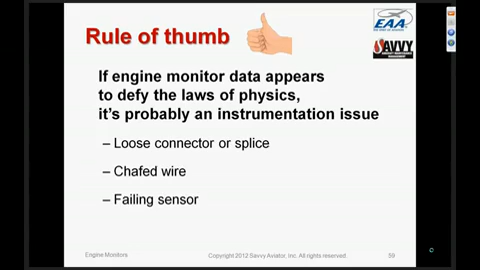 Rule of thumb
EAA
SAVVY
If engine monitor data appears
to defy the laws of physics,
it's probably an instrumentation issue
– Loose connector or splice
– Chafed wire
– Failing sensor
Engine Monitors
Copyright 2012 Savvy Aviator, Inc. All rights reserved.
59